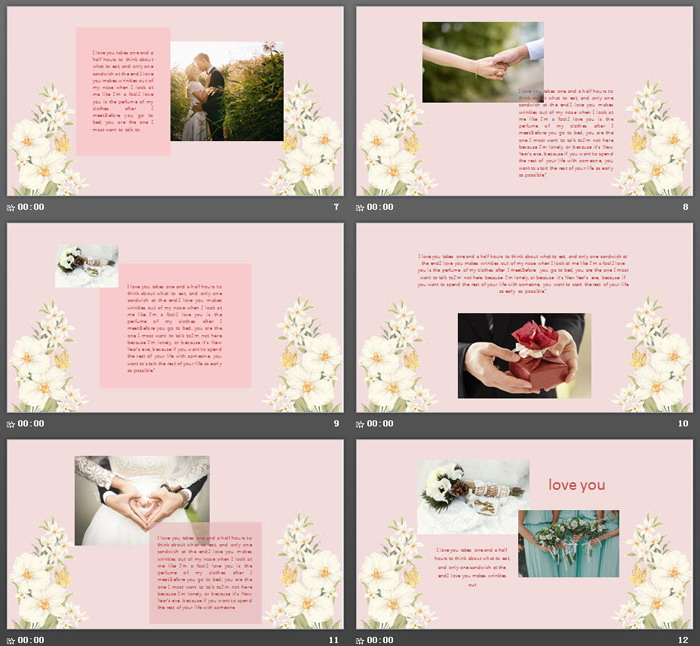 I love you takes one and a
half hours to think about
what to eat, and only one
sandwich at the end.I love
you makes wrinkles out of
my nose when I look at
me like I'm a fool.I love
you is the perfume of my
clothes after I
meet.Before you go to
bed, you are the one I
most want to talk to.
00:00
7
I love you takes one and a half hours to
think about what to eat, and only one
sandwich at the end.I love you makes
wrinkles out of my nose when I look at
me like I'm a fool.I love you is the
perfume of my clothes after I
meet.Before you go to bed, you are the
one I most want to talk to.I'm not here
because I'm lonely, or because it's New
Year's eve, because if you want to spend
the rest of your life with someone, you
want to start the rest of your life as early
as possible."
00:00
8
I love you takes one and a half hours to
think about what to eat, and only one
sandwich at the end.I love you makes
wrinkles out of my nose when I look at
me like I'm a fool.I love you is the
perfume of my clothes after I
meet.Before you go to bed, you are the
one I most want to talk to.I'm not here
because I'm lonely, or because it's New
Year's eve, because if you want to spend
the rest of your life with someone, you
want to start the rest of your life as early
as possible."
00:00
9
I love you takes one and a half hours to think about what to eat, and only one sandwich at
the end.I love you makes wrinkles out of my nose when I look at me like I'm a fool.I love
you is the perfume of my clothes after I meet.Before you go to bed, you are the one I most
want to talk to.I'm not here because I'm lonely, or because it's New Year's eve, because if
you want to spend the rest of your life with someone, you want to start the rest of your life
as early as possible."
00:00
10
I love you takes one and a half hours to
think about what to eat, and only one
sandwich at the end.I love you makes
wrinkles out of my nose when I look at
me like I'm a fool.I love you is the
perfume of my clothes after I
meet.Before you go to bed, you are the
one I most want to talk to.I'm not here
because I'm lonely, or because it's New
Year's eve, because if you want to spend
the rest of your life with someone
00:00
11
love you
I love you takes one and a half
hours to think about what to eat,
and only one sandwich at the
end.I love you makes wrinkles
out
00:00
12